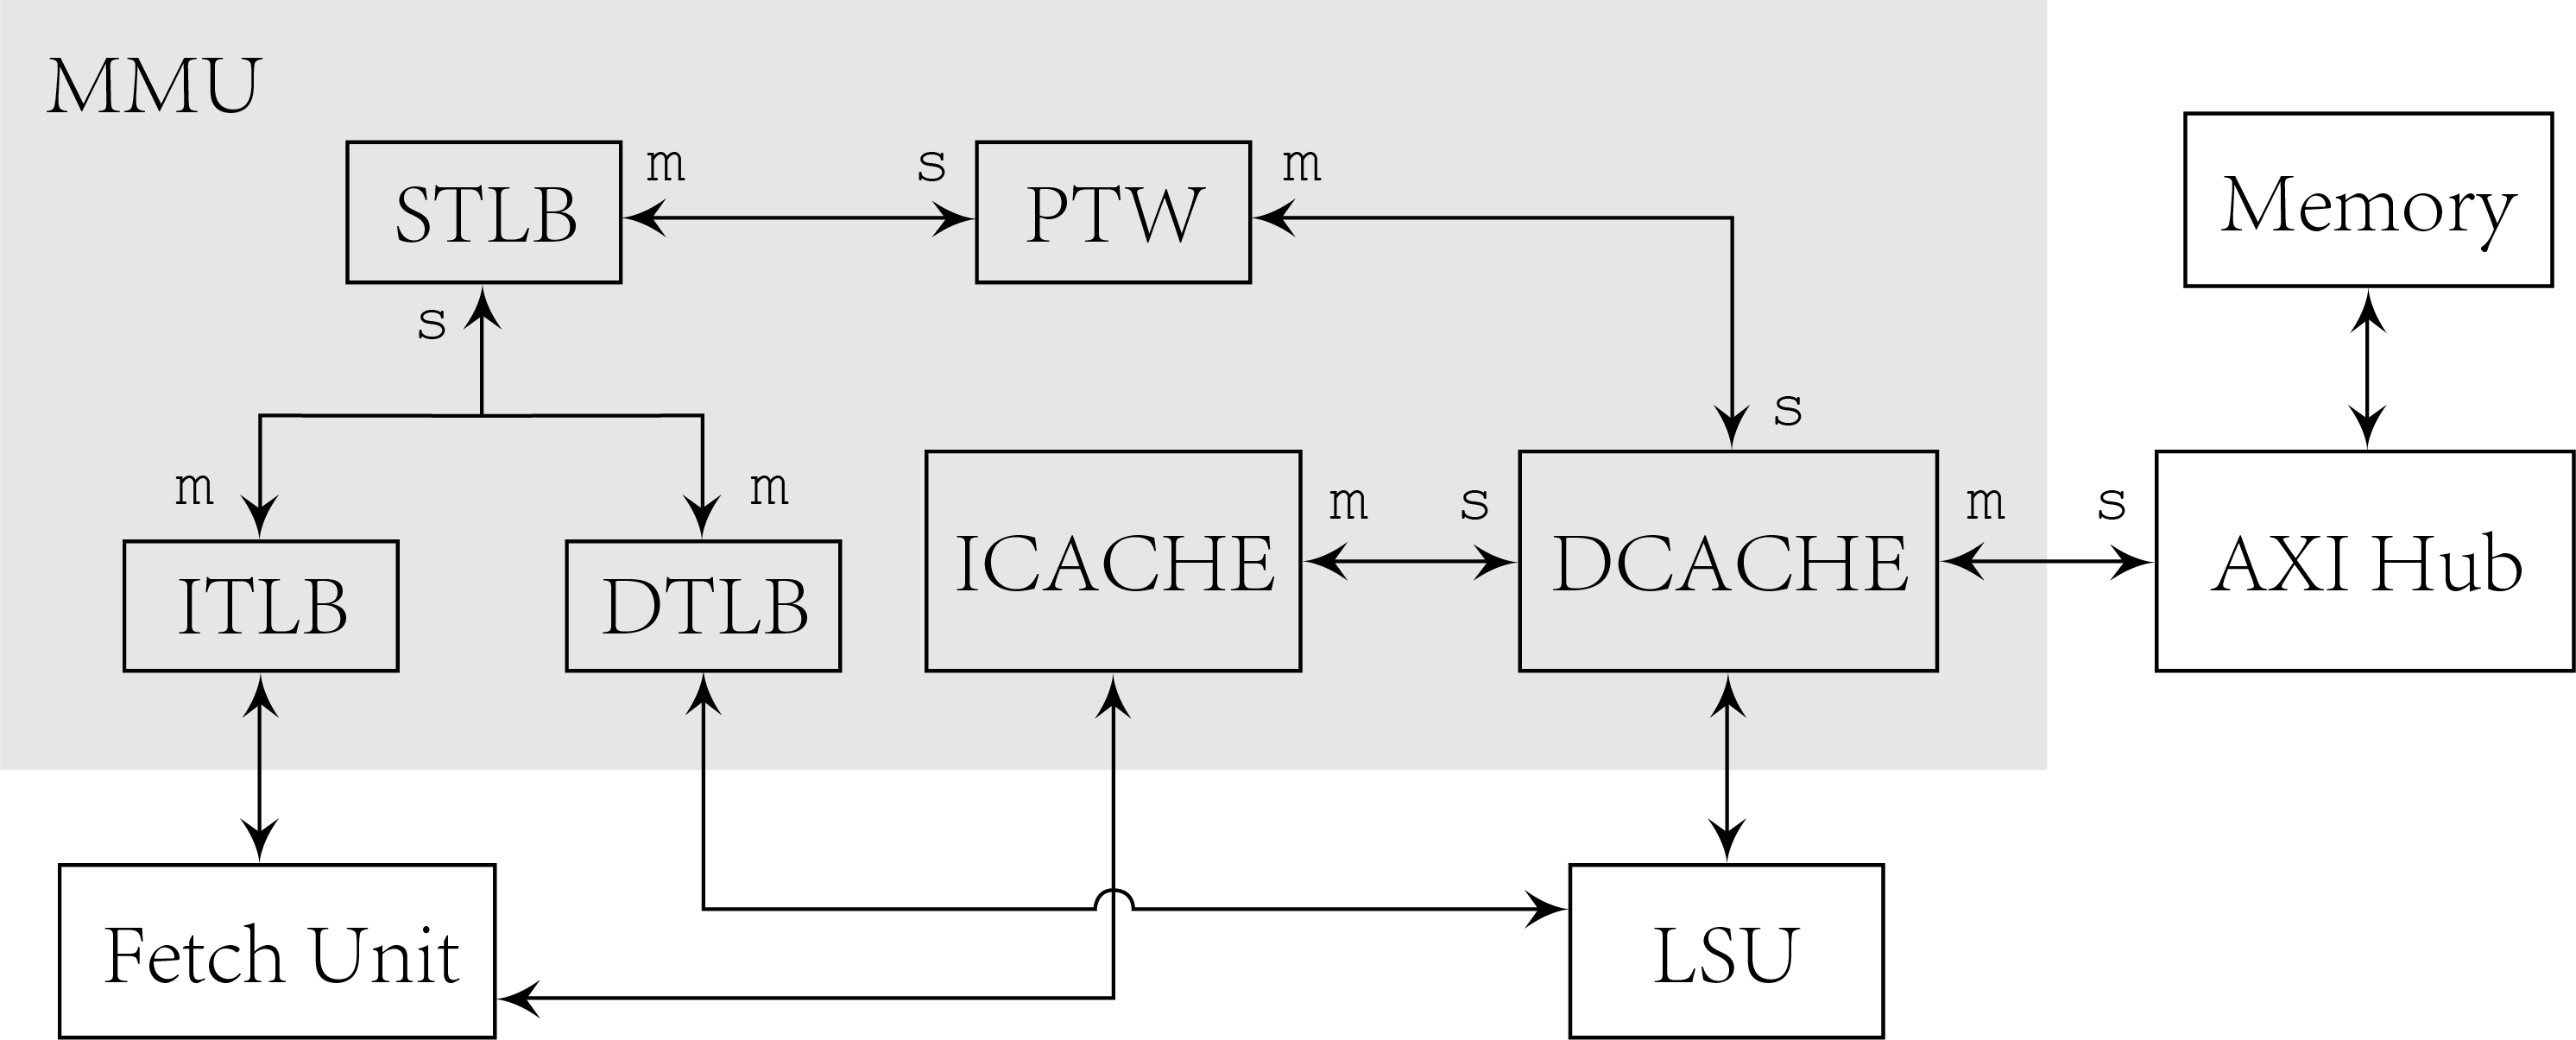 MMU
STLB
m
s
PTW
m
Memory
s
s
m
m
ITLB
DTLB
ICACHE
m
s
DCACHE
m
s
AXI Hub
Fetch Unit
LSU